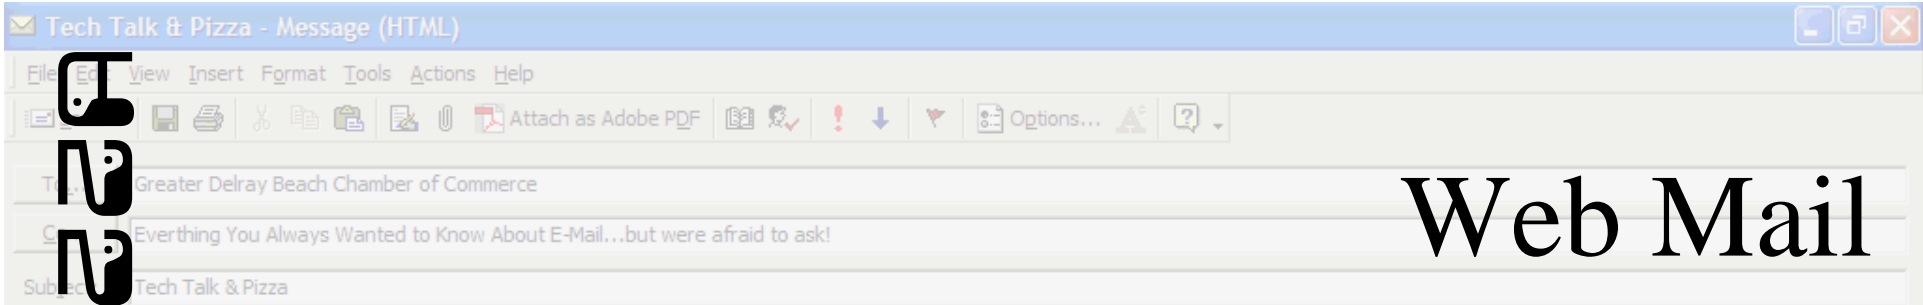 Tech Talk & Pizza - Message (HTML)
File Edit View Insert Format Tools Actions Help
Attach as Adobe PDF Options...
Greater Delray Beach Chamber of Commerce
Everthing You Always Wanted to Know About E-Mail...but were afraid to ask!
Web Mail
Tech Talk & Pizza